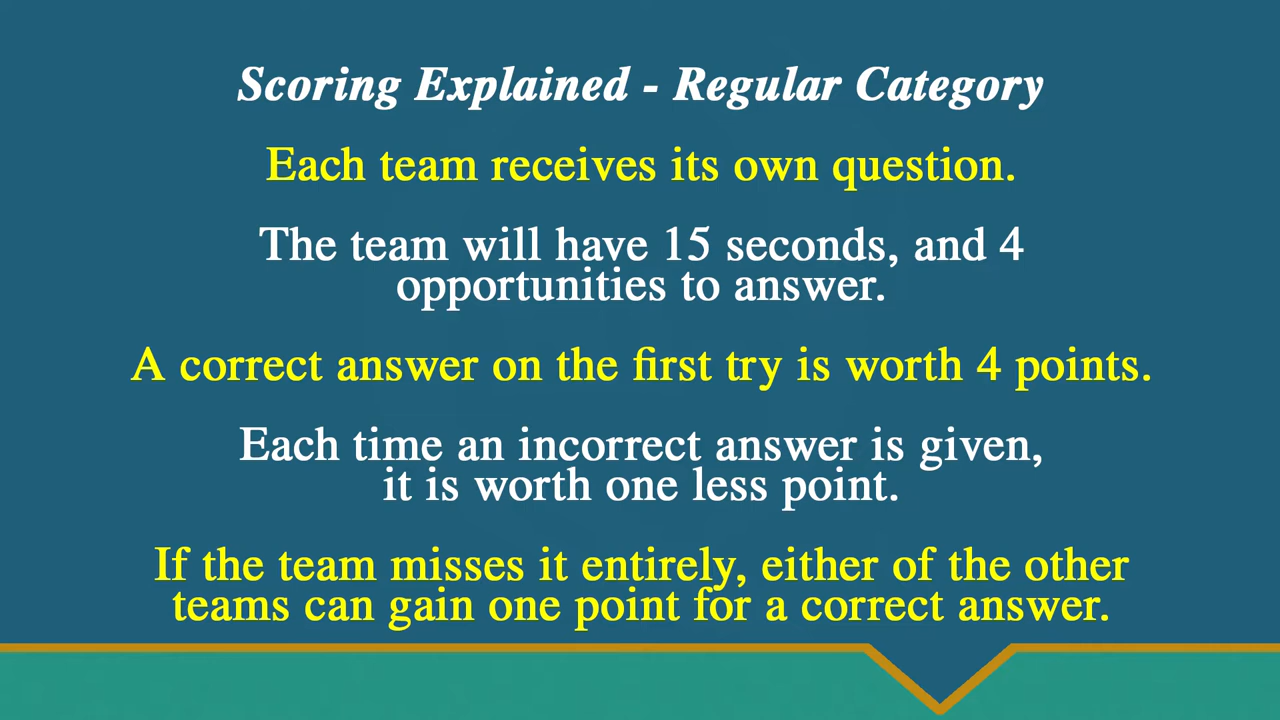 Scoring Explained - Regular Category
Each team receives its own question.
The team will have 15 seconds, and 4
opportunities to answer.
A correct answer on the first try is worth 4 points.
Each time an incorrect answer is given,
it is worth one less point.
If the team misses it entirely, either of the other
teams can gain one point for a correct answer.